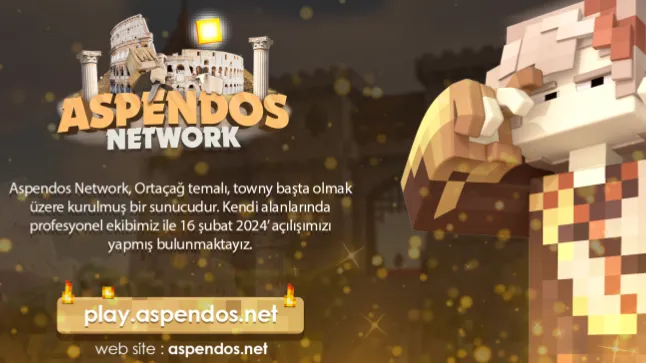 ASPENDOS
NETWORK
Aspendos Network, Ortaçağ temalı, towny başta olmak
üzere kurulmuş bir sunucudur. Kendi alanlarında
profesyonel ekibimiz ile 16 şubat 2024' açılışımızı
yapmış bulunmaktayız.
play.aspendos.net
web site : aspendos.net